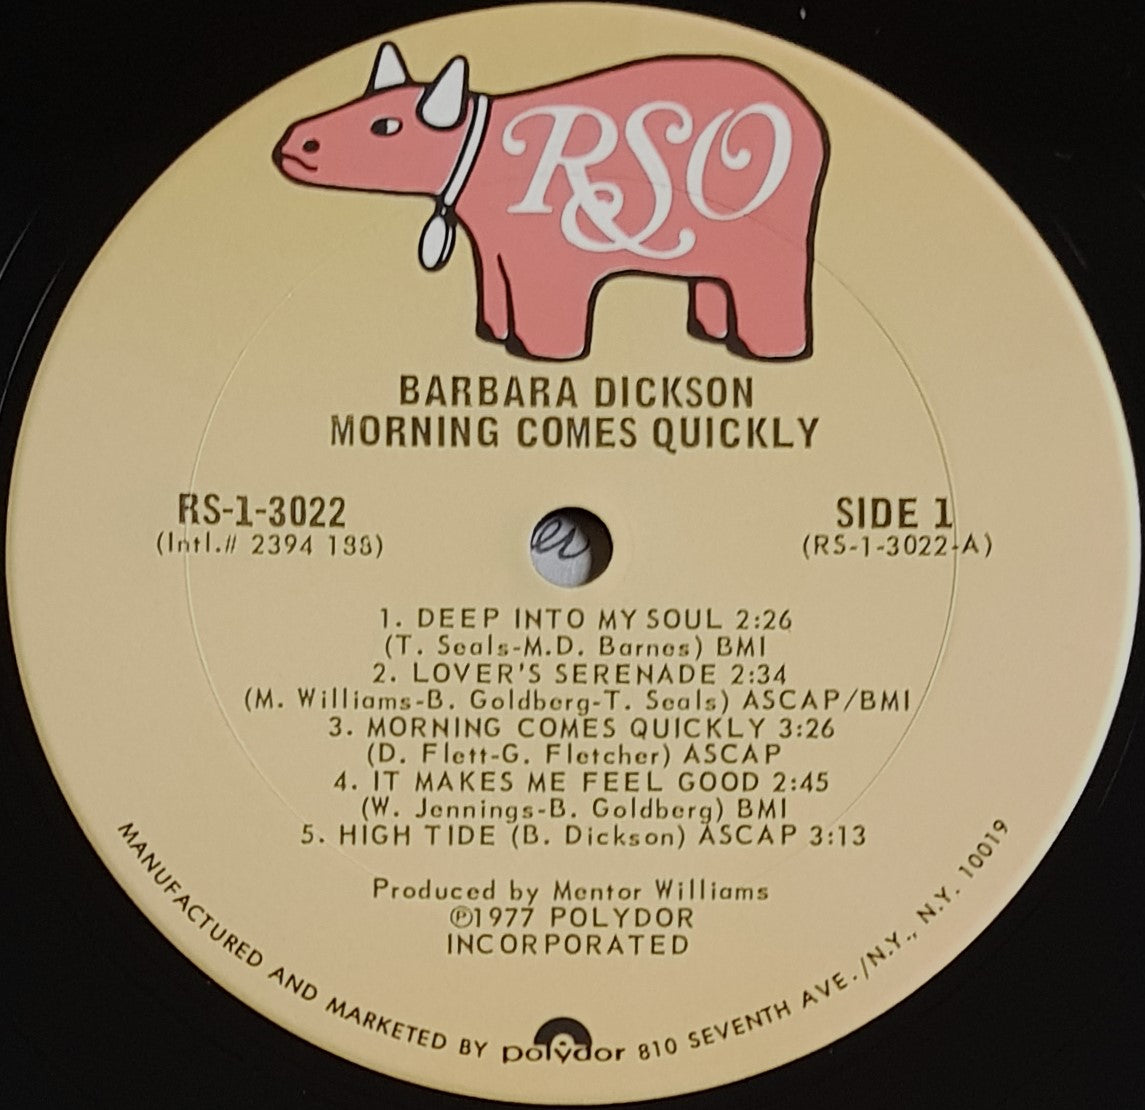 RSO
BARBARA DICKSON
MORNING COMES QUICKLY
RS-1-3022
(Intl.# 2394 188)
SIDE 1
(RS-1-3022-A)
1. DEEP INTO MY SOUL 2:26
(T. Seals-M.D. Barnes) BMI
2. LOVER'S SERENADE 2:34
(M. Williams-B. Goldberg-T. Seals) ASCAP/BMI
3. MORNING COMES QUICKLY 3:26
(D. Flett-G. Fletcher) ASCAP
4. IT MAKES ME FEEL GOOD 2:45
(W. Jennings-B. Goldberg) BMI
5. HIGH TIDE (B. Dickson) ASCAP 3:13
Produced by Mentor Williams
℗1977 POLYDOR
INCORPORATED
MANUFACTURED AND MARKETED BY polydor 810 SEVENTH AVE./N.Y., N.Y. 10019